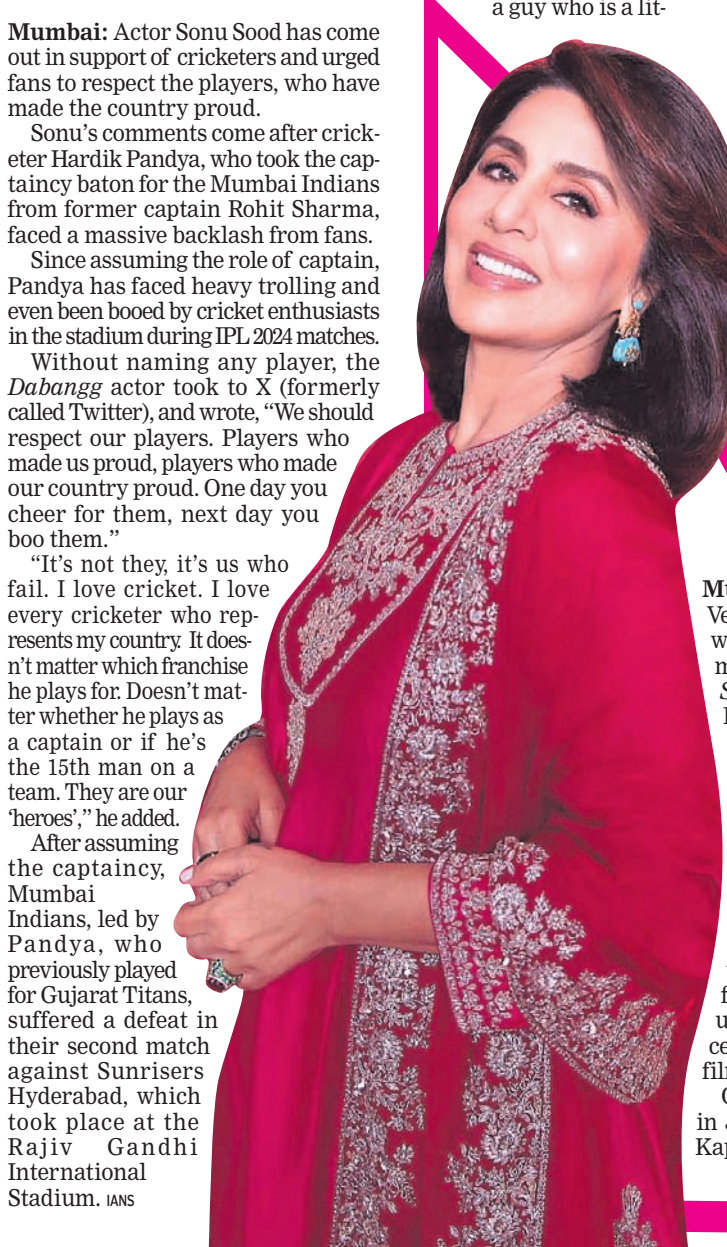 a guy who is a lit-
Mumbai: Actor Sonu Sood has come
out in support of cricketers and urged
fans to respect the players, who have
made the country proud.
Sonu's comments come after crick-
eter Hardik Pandya, who took the cap-
taincy baton for the Mumbai Indians
from former captain Rohit Sharma,
faced a massive backlash from fans.
Since assuming the role of captain,
Pandya has faced heavy trolling and
even been booed by cricket enthusiasts
in the stadium during IPL 2024 matches.
Without naming any player, the
Dabangg actor took to X (formerly
called Twitter), and wrote, “We should
respect our players. Players who
made us proud, players who made
our country proud. One day you
cheer for them, next day you
boo them.”
“It's not they, it's us who
fail. I love cricket. I love
every cricketer who rep-
resents my country. It does-
n't matter which franchise
he plays for. Doesn't mat-
ter whether he plays as
a captain or if he's
the 15th man on a
team. They are our
‘heroes’,” he added.
After assuming
the captaincy,
Mumbai
Indians, led by
Pandya, who
previously played
for Gujarat Titans,
suffered a defeat in
their second match
against Sunrisers
Hyderabad, which
took place at the
Rajiv Gandhi
International
Stadium. IANS
in